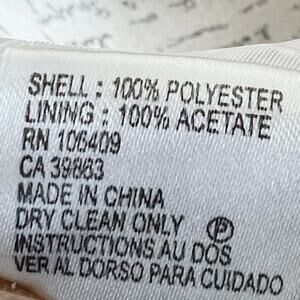 SHELL : 100% POLYESTER
LINING : 100% ACETATE
RN 106409
CA 39863
MADE IN CHINA
DRY CLEAN ONLY Ⓟ
INSTRUCTIONS AU DOS
VER AL DORSO PARA CUIDADO